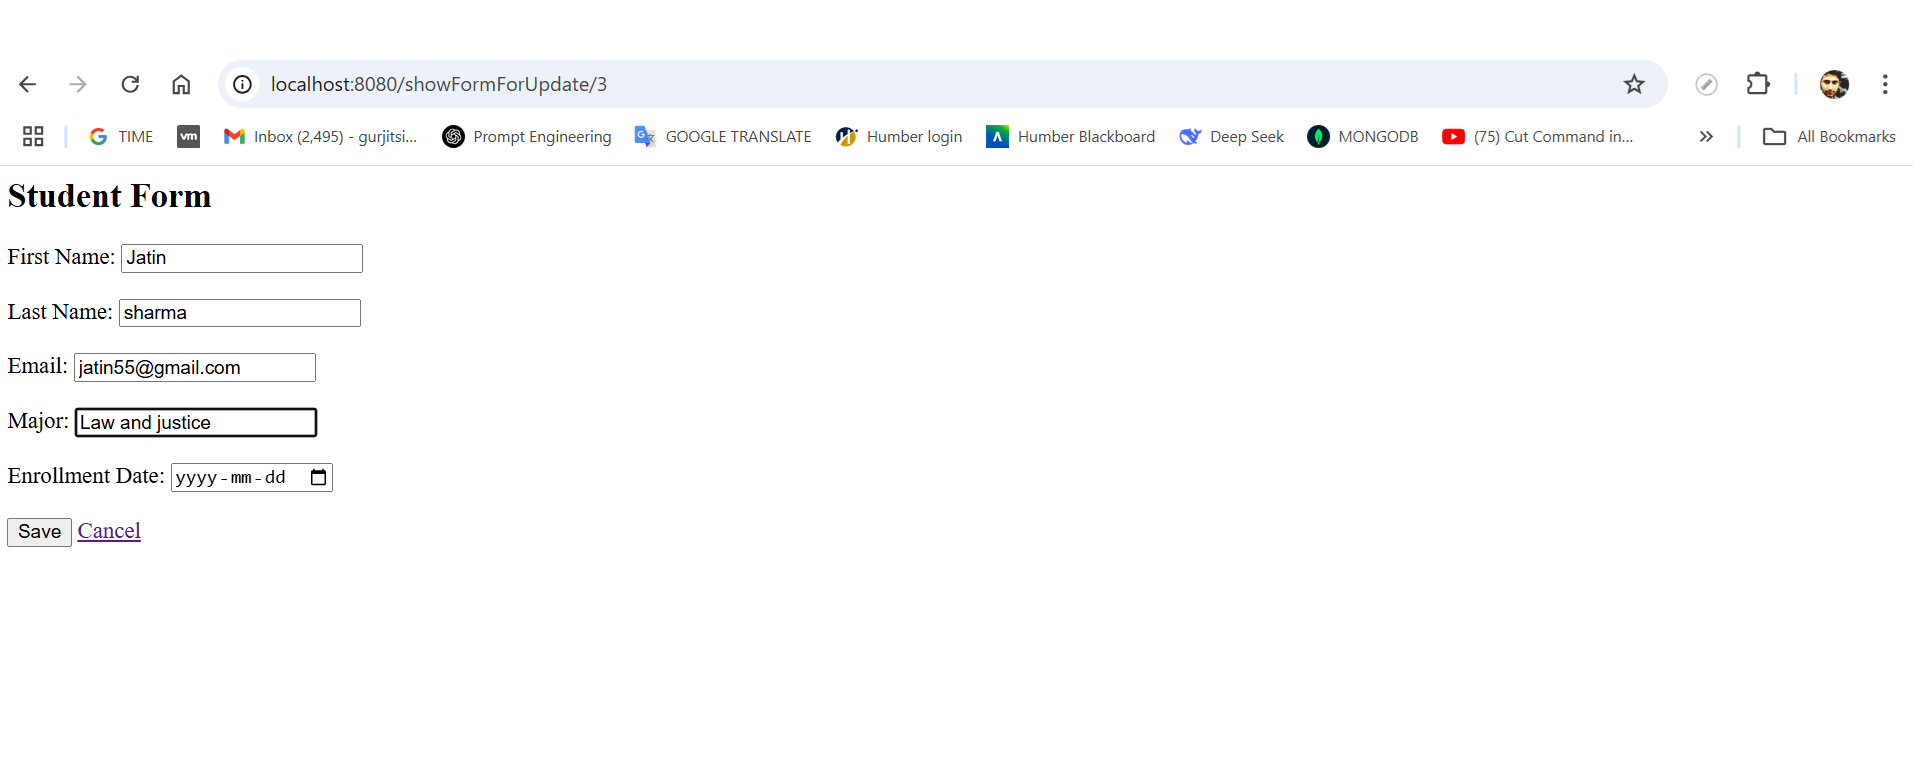 localhost:8080/showFormForUpdate/3
TIME vm Inbox (2,495) - gurjitsi... Prompt Engineering GOOGLE TRANSLATE Humber login Humber Blackboard Deep Seek MONGODB (75) Cut Command in... » All Bookmarks
Student Form
First Name: Jatin
Last Name: sharma
Email: jatin55@gmail.com
Major: Law and justice
Enrollment Date: yyyy-mm-dd
Save Cancel